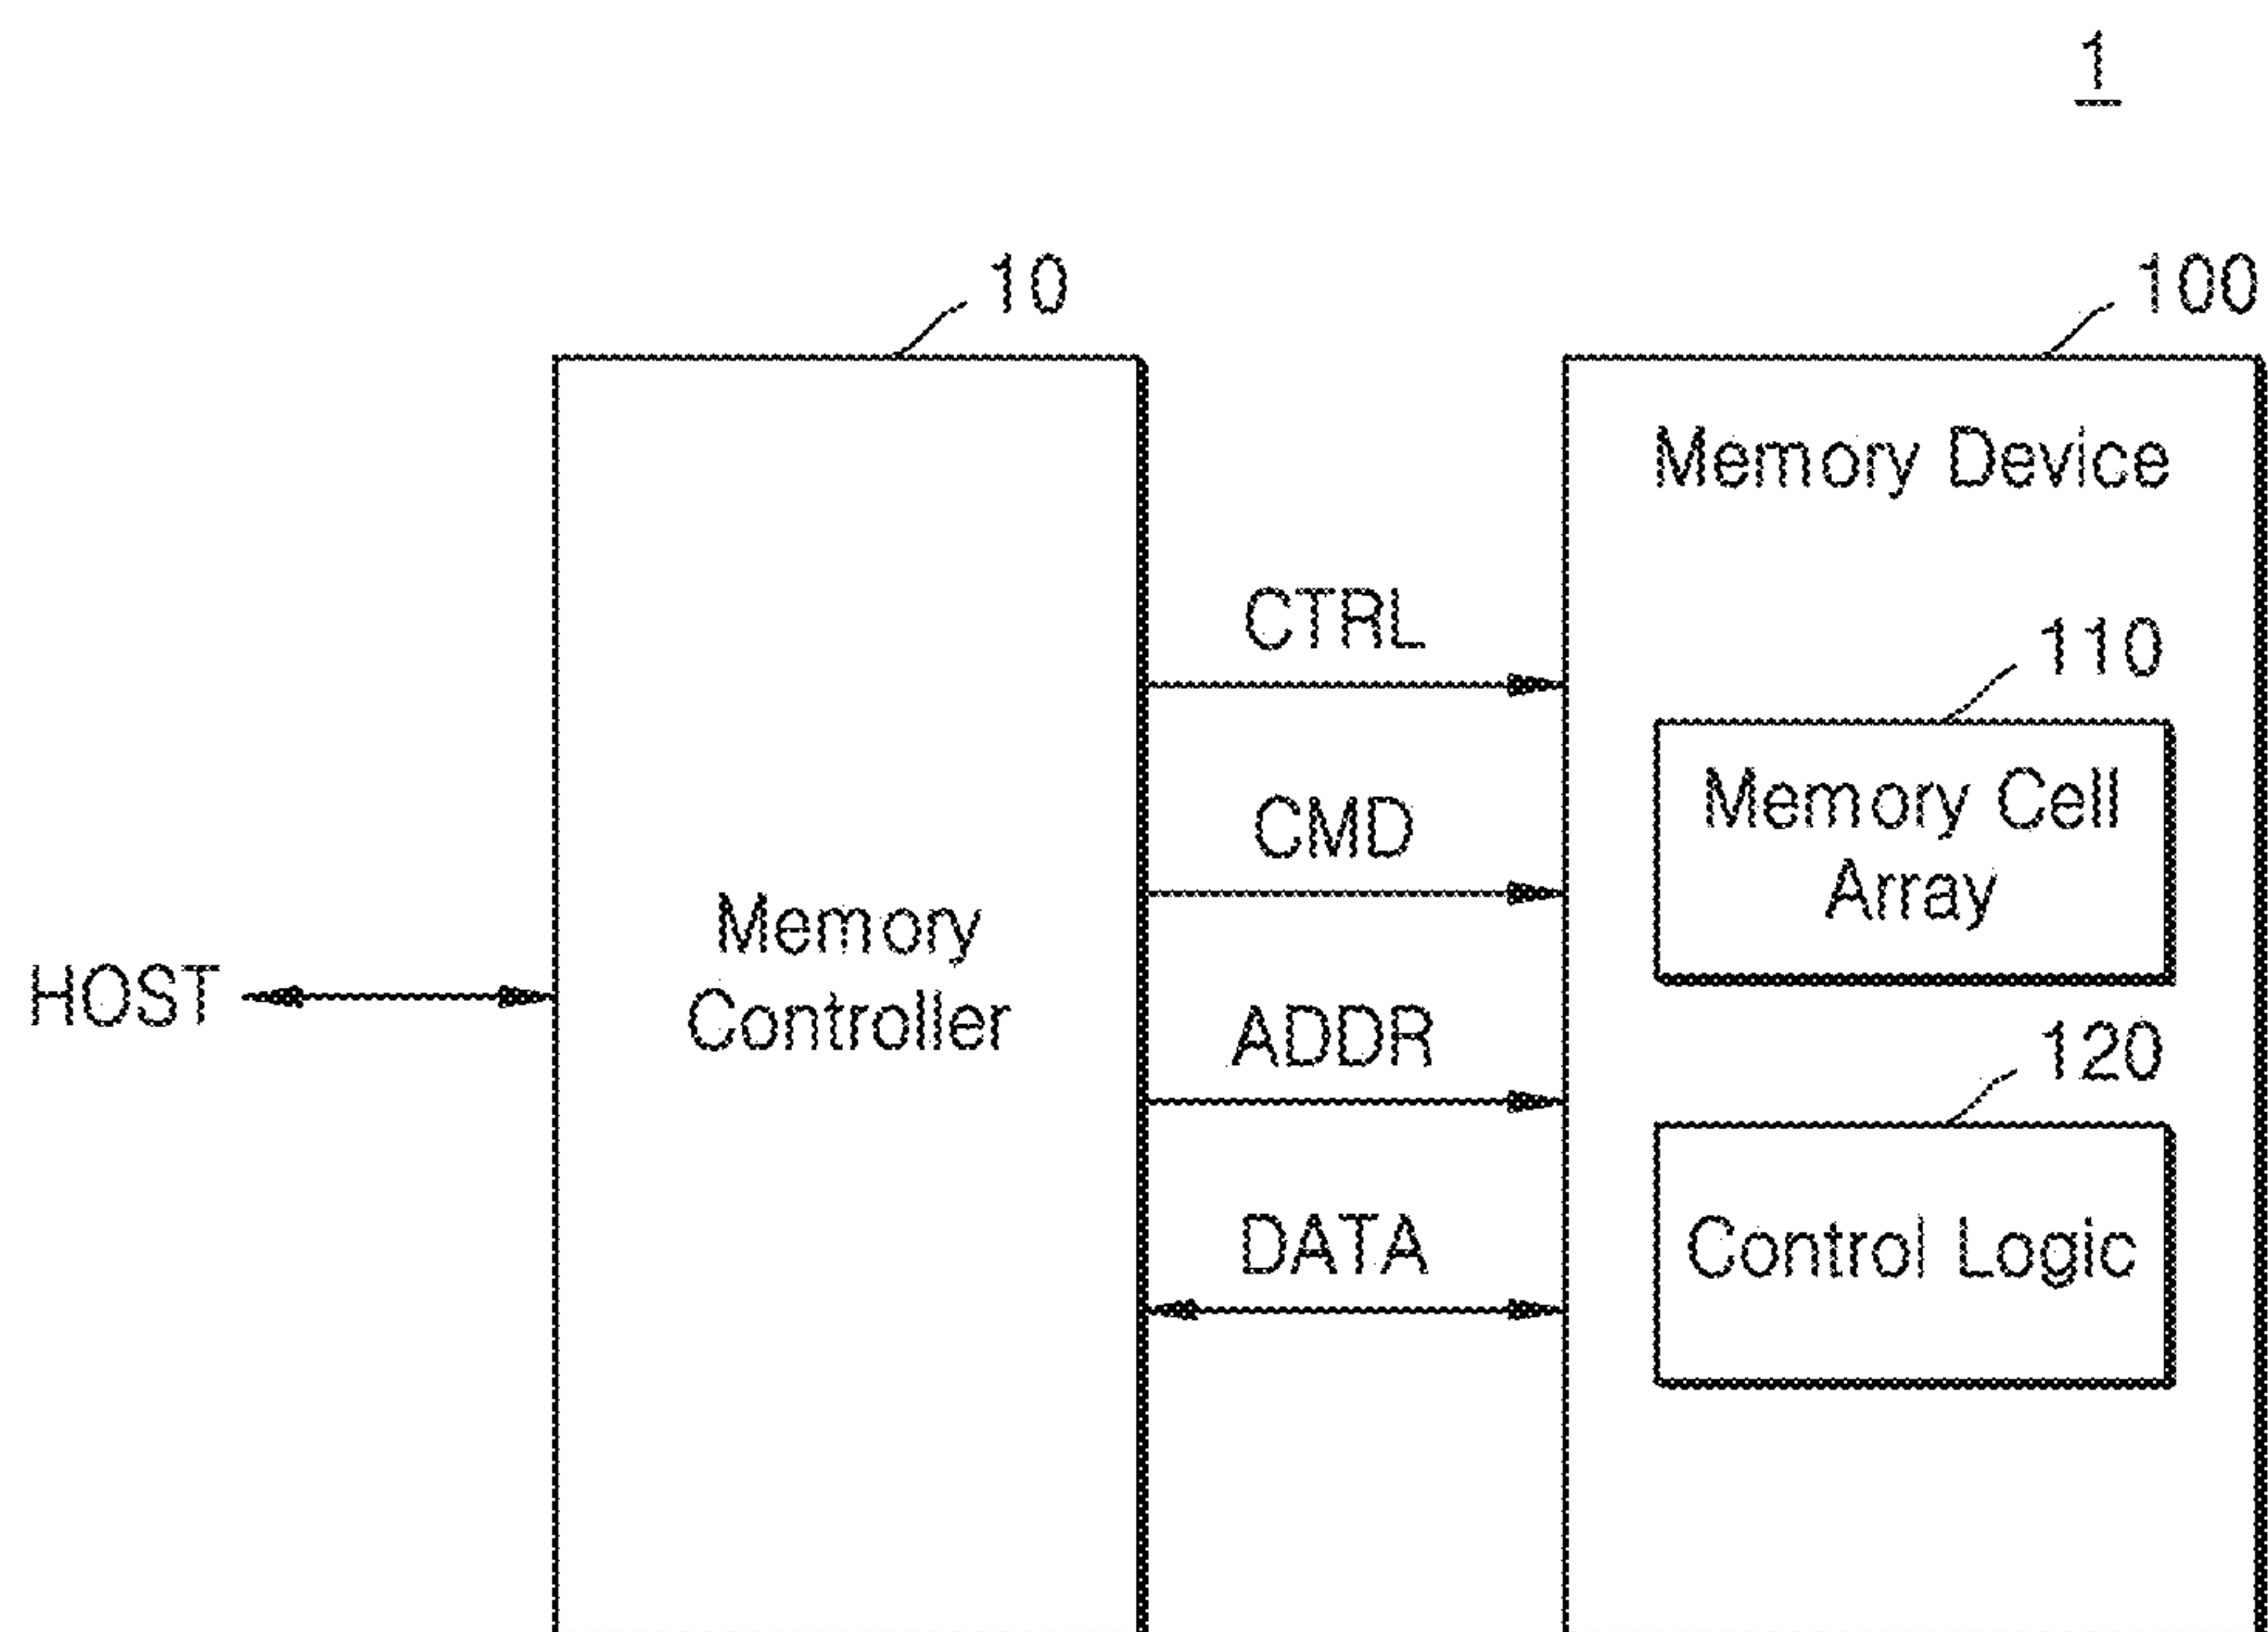 1
10
100
Memory Device
CTRL
110
CMD
Memory Cell
Array
Memory
Controller
HOST
ADDR
120
DATA
Control Logic